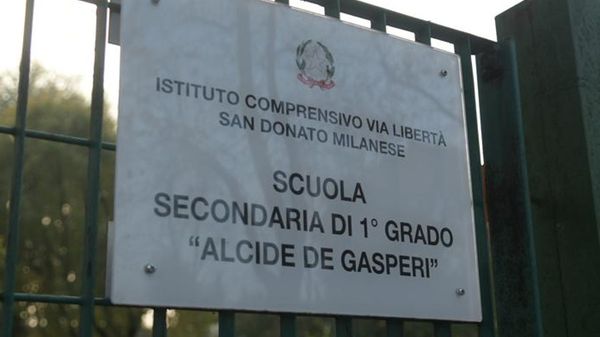 ISTITUTO COMPRENSIVO VIA LIBERTÀ
SAN DONATO MILANESE
SCUOLA
SECONDARIA DI 1° GRADO
“ALCIDE DE GASPERI”